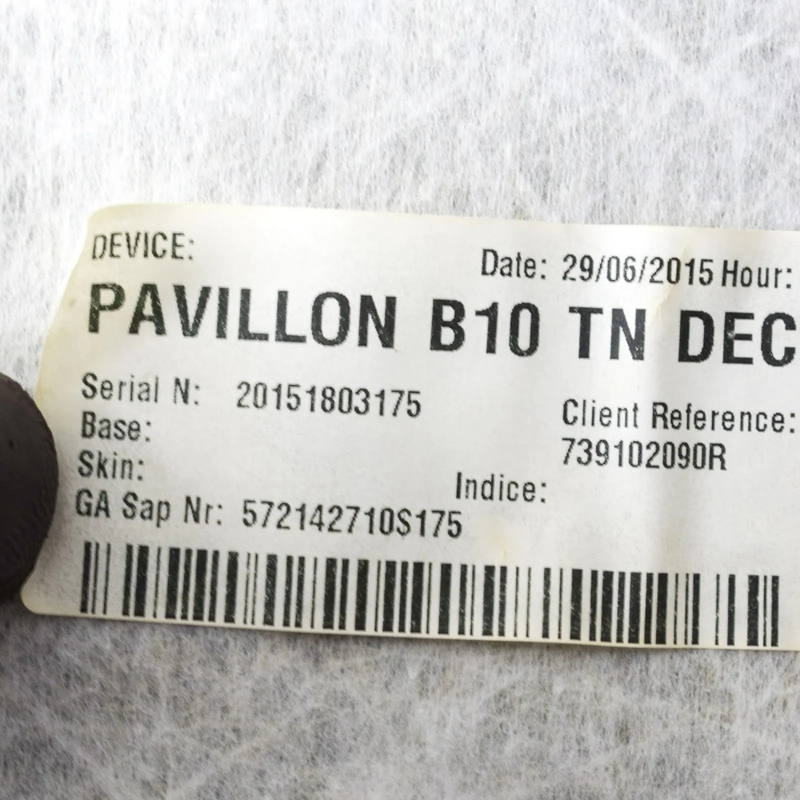 DEVICE:
Date: 29/06/2015 Hour:
PAVILLON B10 TN DEC
Serial N: 20151803175
Client Reference:
Base:
739102090R
Skin:
Indice:
GA Sap Nr: 572142710S175